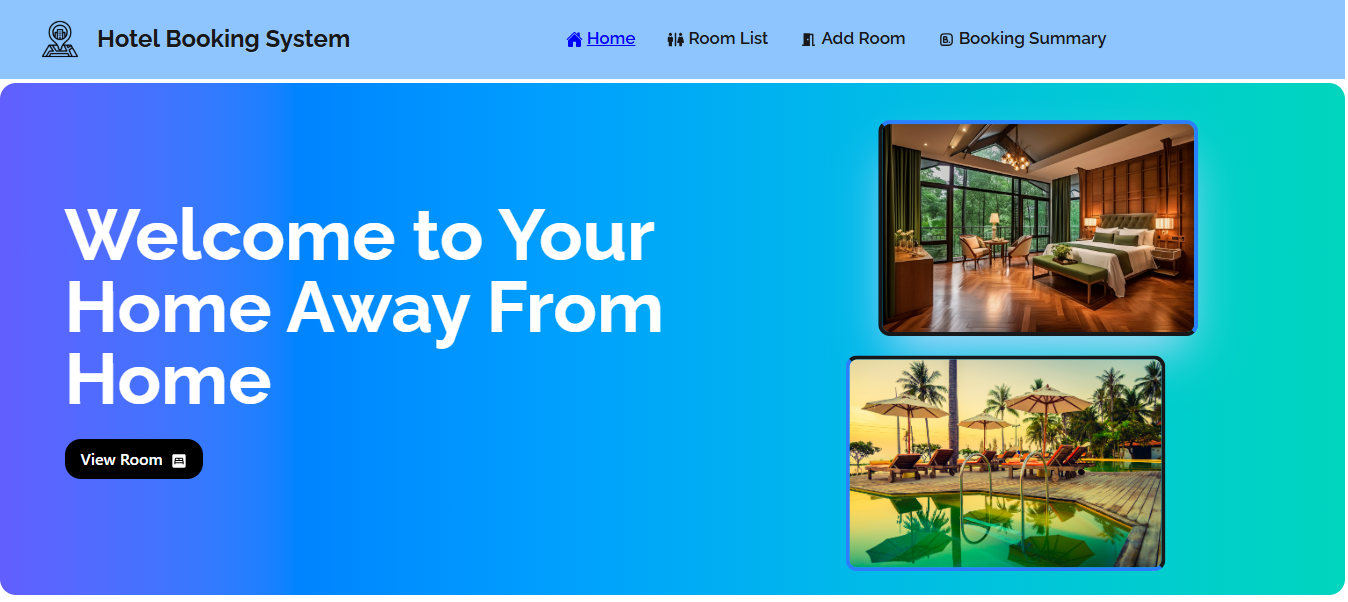 Hotel Booking System
Home
Room List
Add Room
Booking Summary
Welcome to Your
Home Away From
Home
View Room